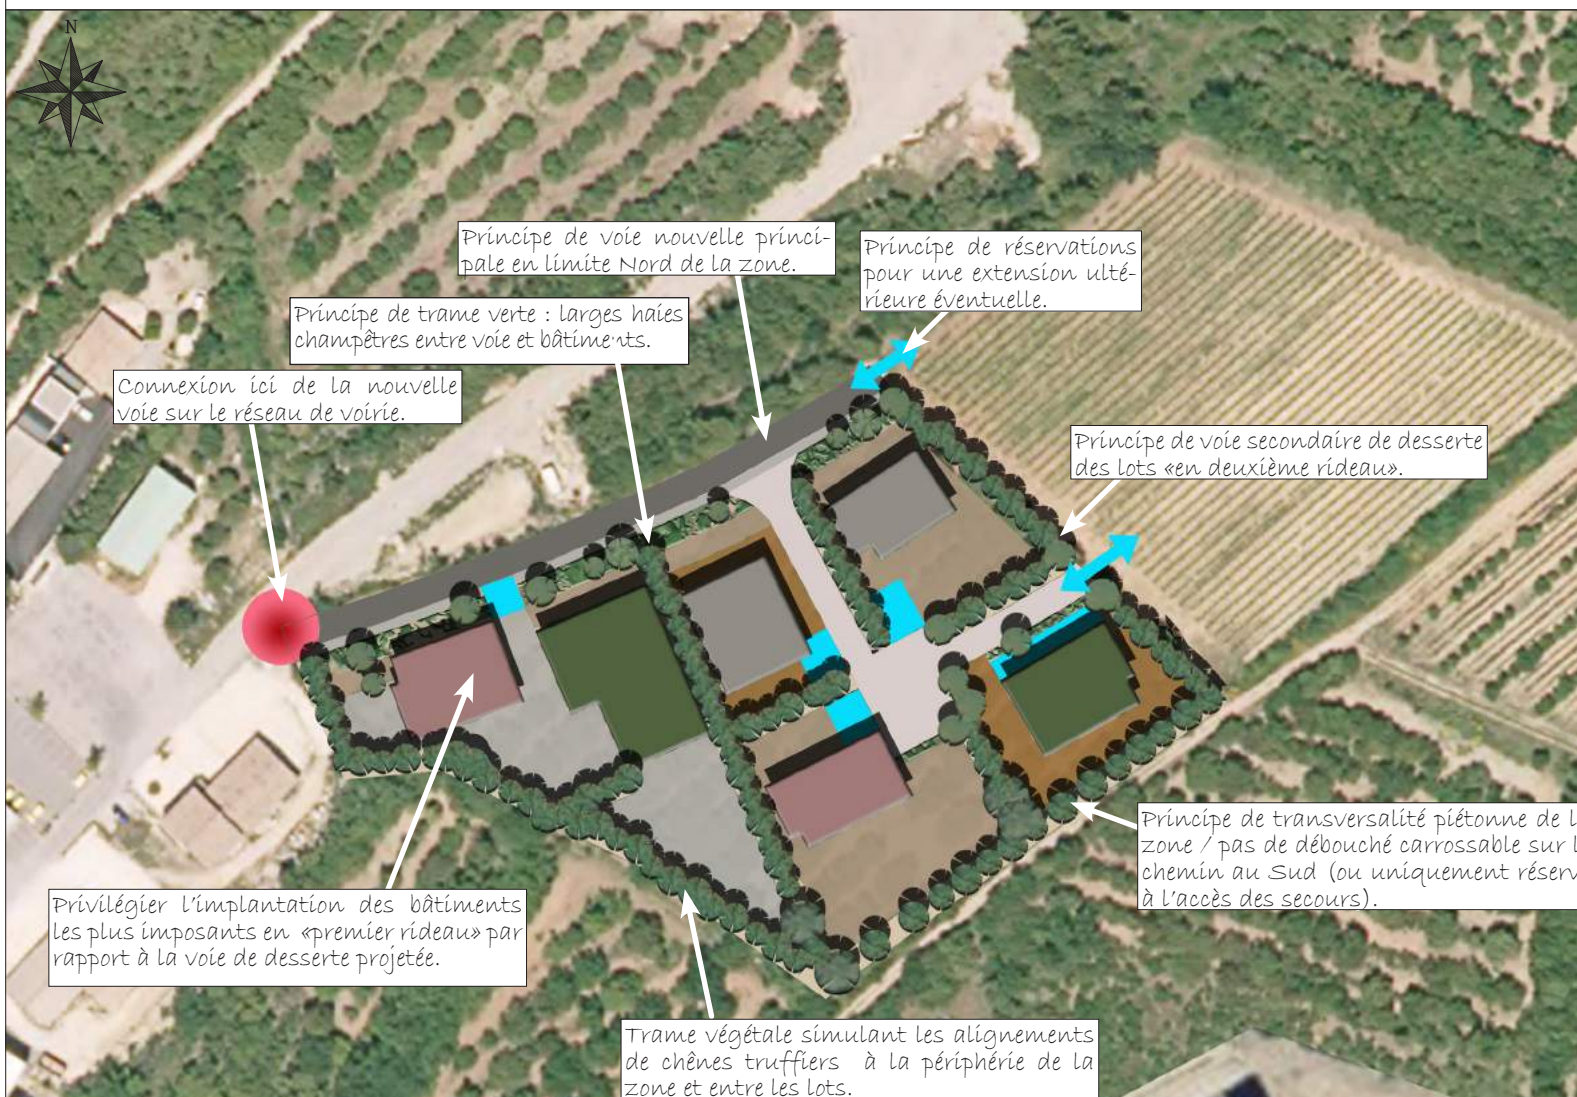 N
Principe de voie nouvelle princi-
pale en limite Nord de la zone.
Principe de réservations
pour une extension ulté-
rieure éventuelle.
Principe de trame verte : larges haies
champêtres entre voie et bâtiments.
Connexion ici de la nouvelle
voie sur le réseau de voirie.
Principe de voie secondaire de desserte
des lots «en deuxième rideau».
Principe de transversalité piétonne de l
zone / pas de débouché carrossable sur l
chemin au Sud (ou uniquement réserv
à l'accès des secours).
Privilégier l'implantation des bâtiments
les plus imposants en «premier rideau» par
rapport à la voie de desserte projetée.
Trame végétale simulant les alignements
de chênes truffiers à la périphérie de la
zone et entre les lots.